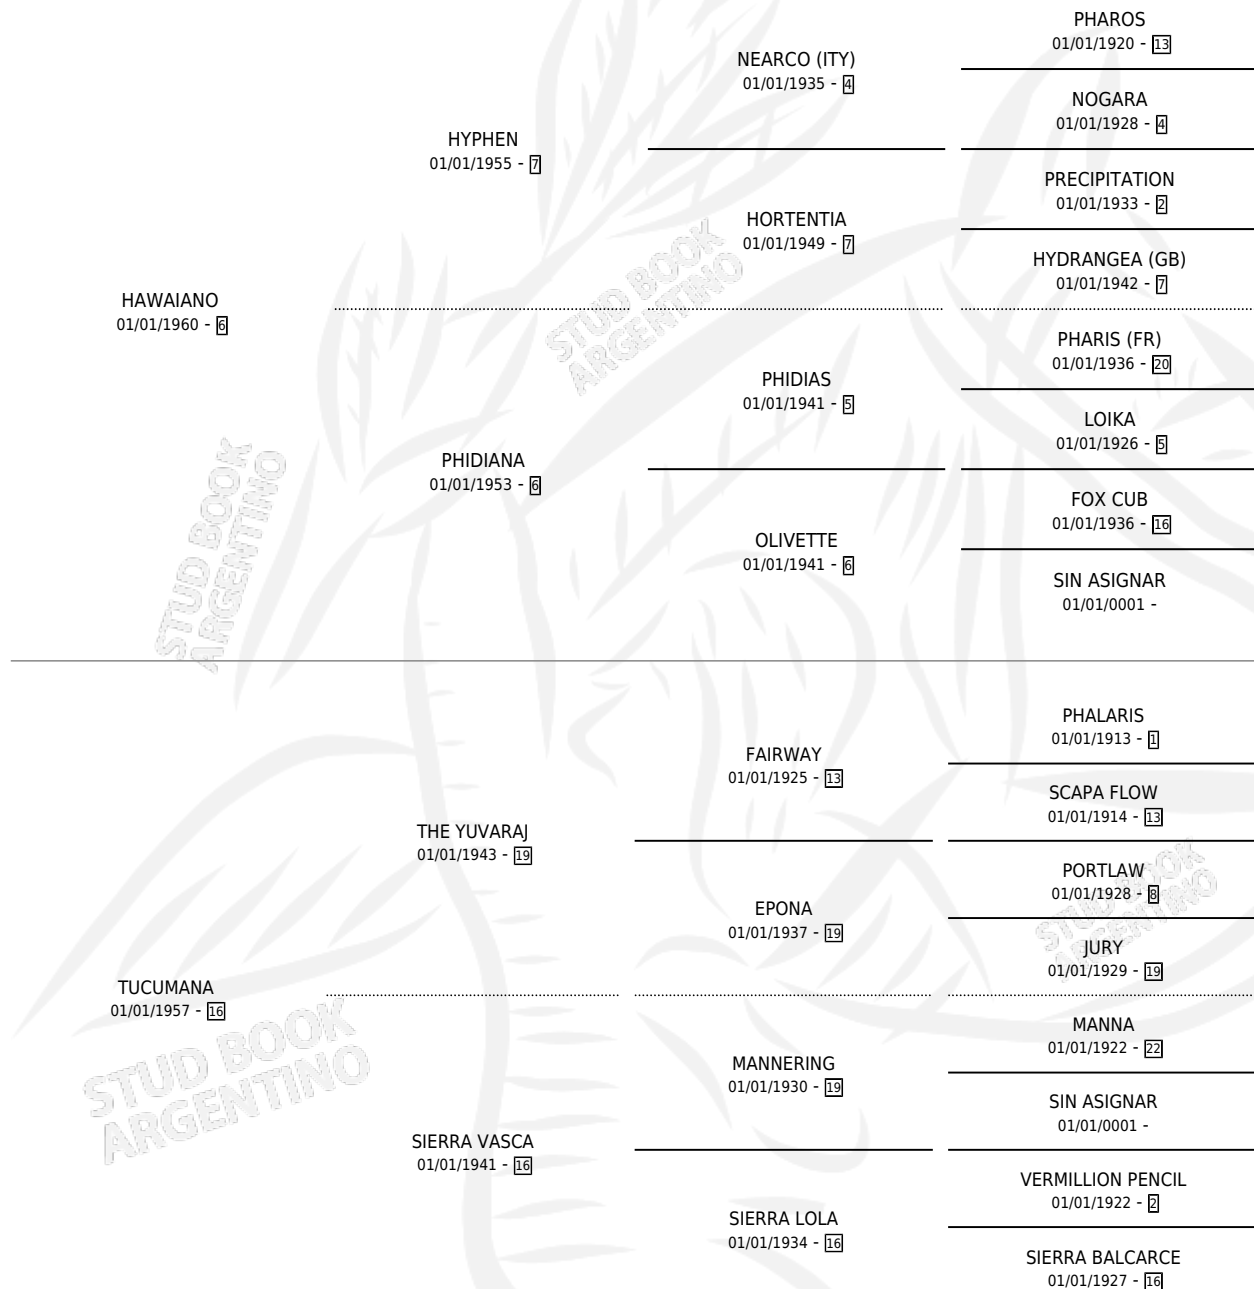 PHAROS
01/01/1920 - 13
NEARCO (ITY)
01/01/1935 - 4
NOGARA
01/01/1928 - 4
HYPHEN
01/01/1955 - 7
PRECIPITATION
01/01/1933 - 2
HORTENTIA
01/01/1949 - 7
HYDRANGEA (GB)
01/01/1942 - 7
HAWAIANO
01/01/1960 - 6
STUD BOOK
ARGENTINO
PHARIS (FR)
01/01/1936 - 20
PHIDIAS
01/01/1941 - 5
LOIKA
01/01/1926 - 5
PHIDIANA
01/01/1953 - 6
FOX CUB
01/01/1936 - 16
OLIVETTE
01/01/1941 - 6
SIN ASIGNAR
01/01/0001 -
STUD BOOK
ARGENTINO
PHALARIS
01/01/1913 - 1
FAIRWAY
01/01/1925 - 13
SCAPA FLOW
01/01/1914 - 13
THE YUVARAJ
01/01/1943 - 19
PORTLAW
01/01/1928 - 8
EPONA
01/01/1937 - 19
JURY
01/01/1929 - 19
STUD BOOK
ARGENTINO
TUCUMANA
01/01/1957 - 16
MANNA
01/01/1922 - 22
MANNERING
01/01/1930 - 19
SIN ASIGNAR
01/01/0001 -
STUD BOOK
ARGENTINO
SIERRA VASCA
01/01/1941 - 16
VERMILLION PENCIL
01/01/1922 - 2
SIERRA LOLA
01/01/1934 - 16
SIERRA BALCARCE
01/01/1927 - 16